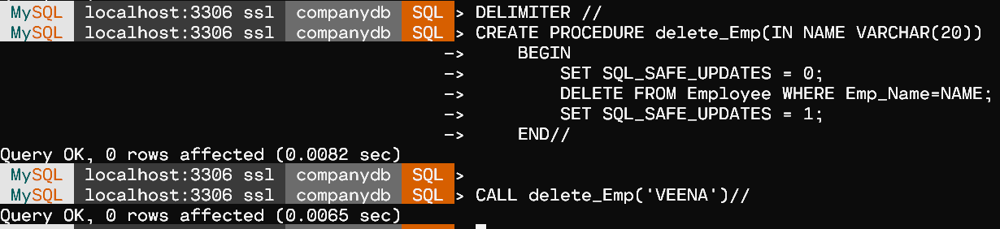 MySQL localhost:3306 ssl companydb SQL > DELIMITER //
MySQL localhost:3306 ssl companydb SQL > CREATE PROCEDURE delete_Emp(IN NAME VARCHAR(20))
-> BEGIN
-> SET SQL_SAFE_UPDATES = 0;
-> DELETE FROM Employee WHERE Emp_Name=NAME;
-> SET SQL_SAFE_UPDATES = 1;
-> END//
Query OK, 0 rows affected (0.0082 sec)
MySQL localhost:3306 ssl companydb SQL >
MySQL localhost:3306 ssl companydb SQL > CALL delete_Emp('VEENA')//
Query OK, 0 rows affected (0.0065 sec)